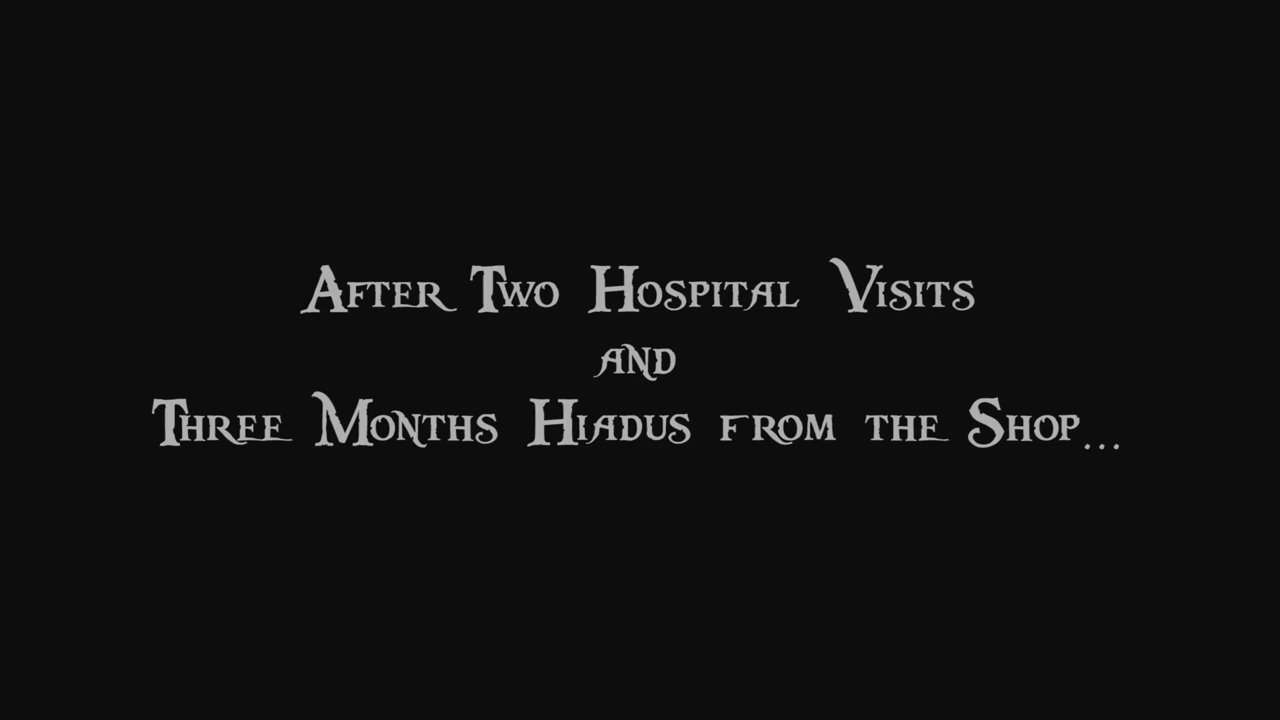 After Two Hospital Visits
and
Three Months Hiadus from the Shop...